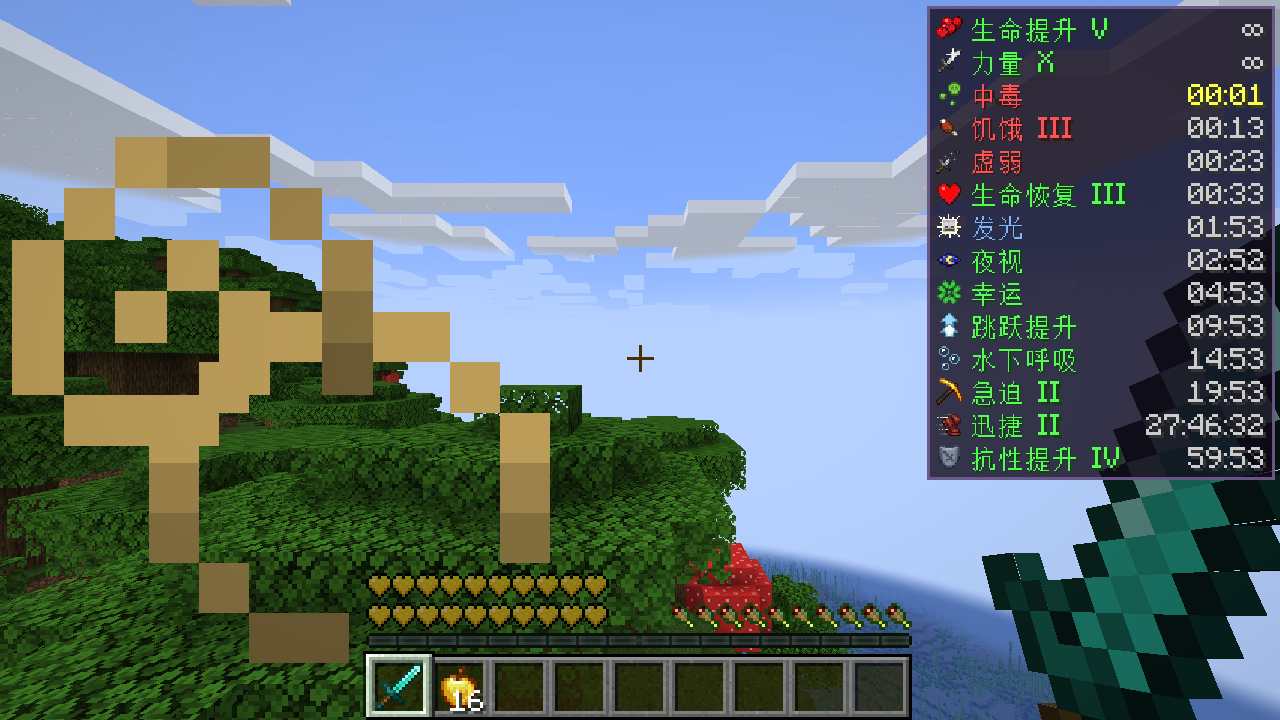 生命提升 V ∞
力量 X ∞
中毒 00:01
饥饿 III 00:13
虚弱 00:23
生命恢复 III 00:33
发光 01:53
夜视 02:52
幸运 04:53
跳跃提升 09:53
水下呼吸 14:53
急迫 II 19:53
迅捷 II 27:46:32
抗性提升 IV 59:53
16